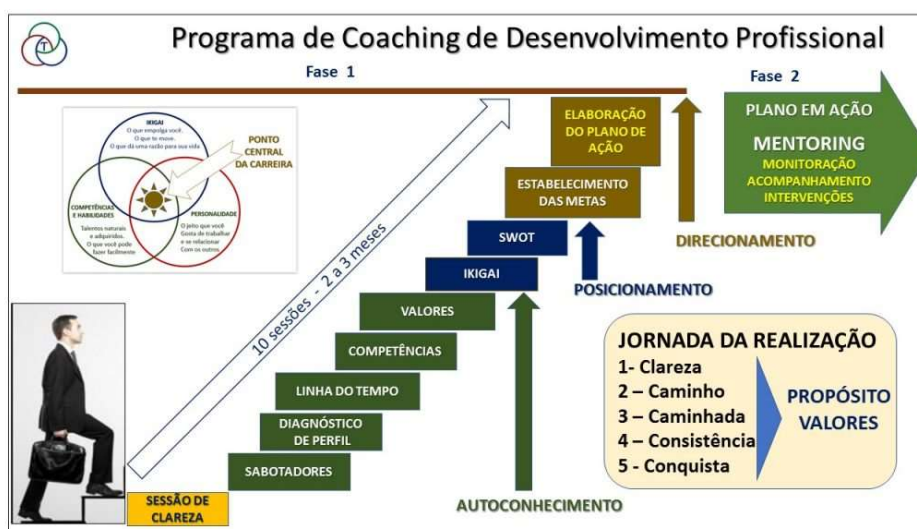 T
Programa de Coaching de Desenvolvimento Profissional
Fase 1
Fase 2
IKIGAI
O que empolga você.
O que te move.
O que dá uma razão para sua vida
PONTO
CENTRAL
DA CARREIRA
COMPETÊNCIAS
E HABILIDADES
Talentos naturais
e adquiridos.
O que você pode
fazer facilmente
PERSONALIDADE
O jeito que você
Gosta de trabalhar
e se relacionar
Com os outros.
10 sessões - 2 a 3 meses
ELABORAÇÃO
DO PLANO DE
AÇÃO
ESTABELECIMENTO
DAS METAS
SWOT
IKIGAI
VALORES
COMPETÊNCIAS
LINHA DO TEMPO
DIAGNÓSTICO
DE PERFIL
SABOTADORES
SESSÃO DE
CLAREZA
AUTOCONHECIMENTO
POSICIONAMENTO
DIRECIONAMENTO
PLANO EM AÇÃO
MENTORING
MONITORAÇÃO
ACOMPANHAMENTO
INTERVENÇÕES
JORNADA DA REALIZAÇÃO
1- Clareza
2 – Caminho
3 – Caminhada
4 – Consistência
5 - Conquista
PROPÓSITO
VALORES